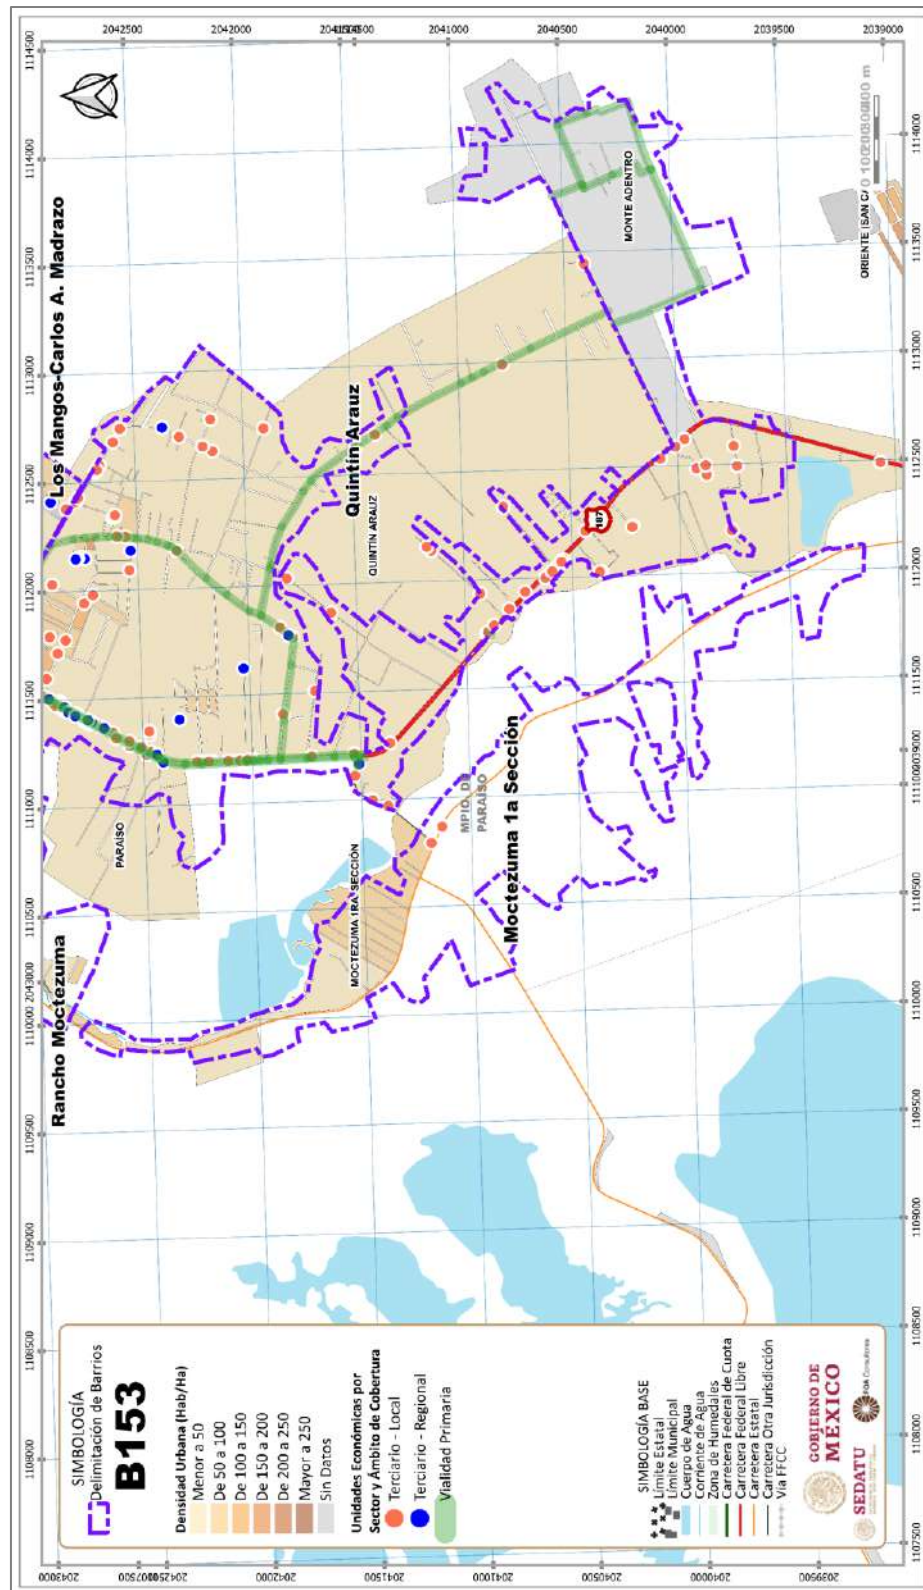 SIMBOLOGÍA
Delimitación de Barrios
B153
Densidad Urbana (Hab/Ha)
Menor a 50
De 50 a 100
De 100 a 150
De 150 a 200
De 200 a 250
Mayor a 250
Sin Datos
Unidades Económicas por
Sector y Ámbito de Cobertura
Terciario - Local
Terciario - Regional
Vialidad Primaria
SIMBOLOGÍA BASE
Límite Estatal
Límite Municipal
Cuerpo de Agua
Corriente de Agua
Zona de Humedales
Carretera Federal de Cuota
Carretera Federal Libre
Carretera Estatal
Carretera Otra Jurisdicción
Vía FFCC
SEDATU
GOBIERNO DE
MÉXICO
Rancho Moctezuma
Los Mangos-Carlos A. Madrazo
PARAÍSO
MOCTEZUMA 1RA. SECCIÓN
Quintín Arauz
QUINTÍN ARAUZ
MPIO. DE
PARAÍSO
Moctezuma 1a Sección
187
MONTE ADENTRO
1107500
1108000
1108500
1109000
1109500
1110000
1110500
1111000
1111500
1112000
1112500
1113000
1113500
1114000
1114500
2043000
2042500
2042000
2041500
2041000
2040500
2040000
2039500
2039000